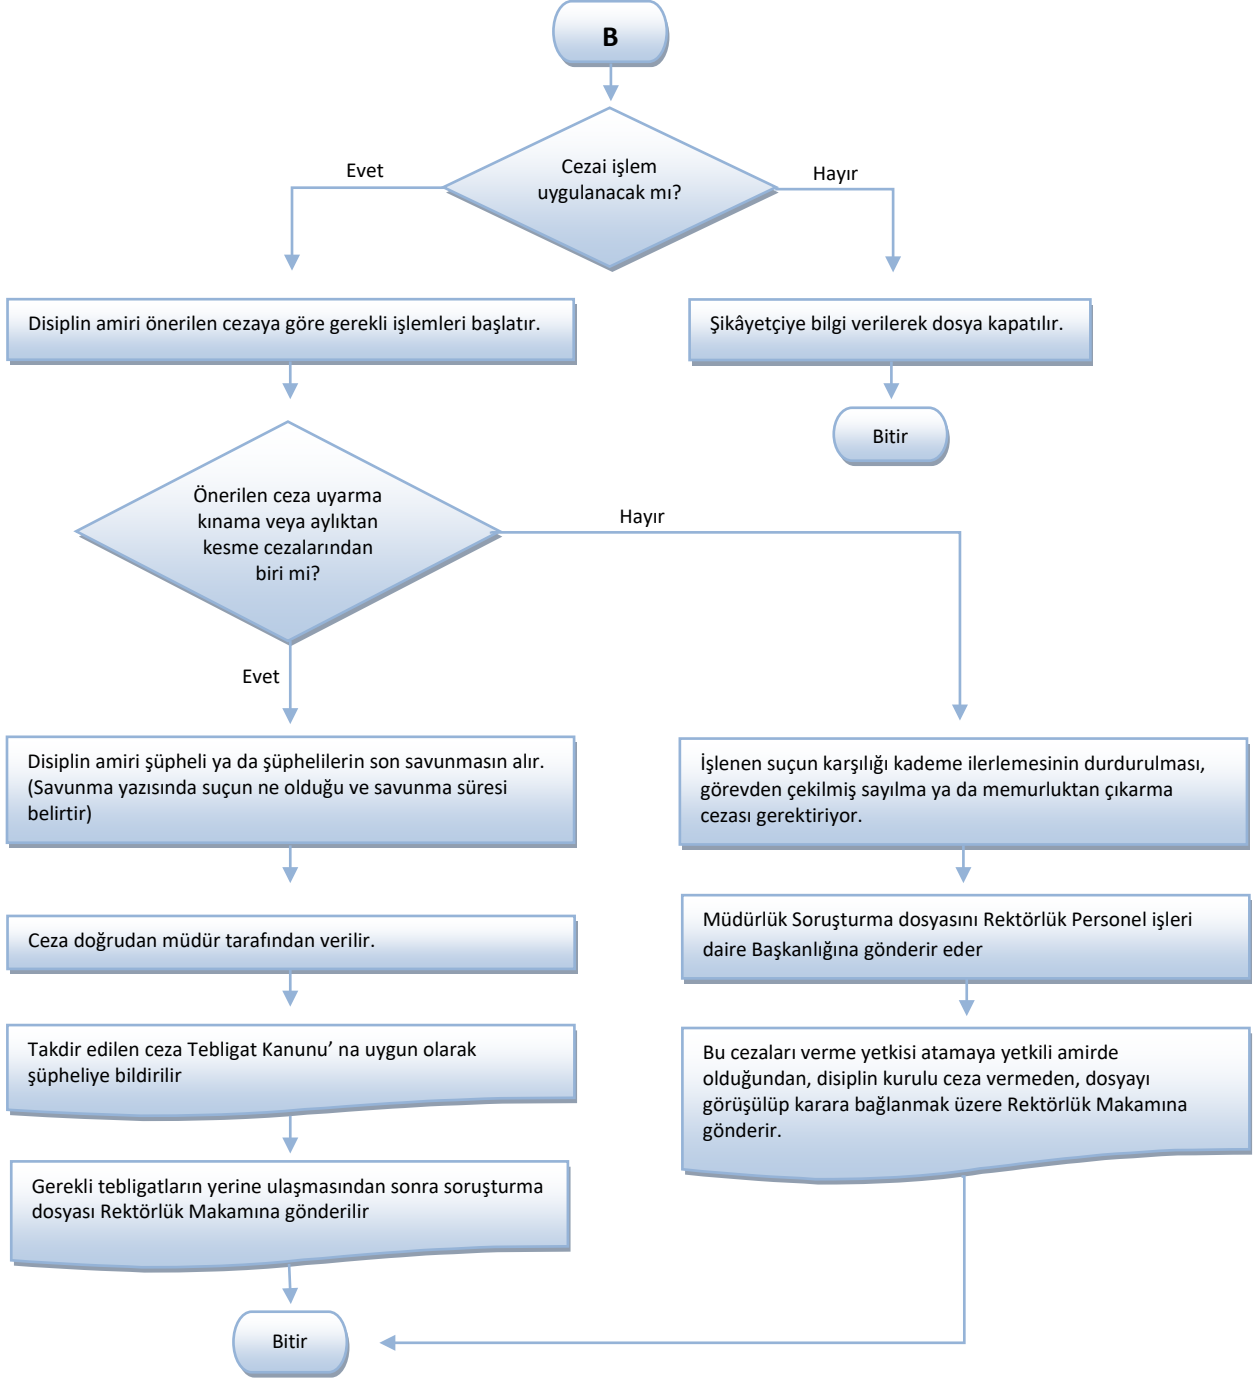 B
Cezai işlem
uygulanacak mı?
Evet
Hayır
Disiplin amiri önerilen cezaya göre gerekli işlemleri başlatır.
Şikâyetçiye bilgi verilerek dosya kapatılır.
Bitir
Önerilen ceza uyarma
kınama veya aylıktan
kesme cezalarından
biri mi?
Hayır
Evet
Disiplin amiri şüpheli ya da şüphelilerin son savunmasın alır.
(Savunma yazısında suçun ne olduğu ve savunma süresi
belirtir)
Ceza doğrudan müdür tarafından verilir.
Takdir edilen ceza Tebligat Kanunu’ na uygun olarak
şüpheliye bildirilir
Gerekli tebligatların yerine ulaşmasından sonra soruşturma
dosyası Rektörlük Makamına gönderilir
Bitir
İşlenen suçun karşılığı kademe ilerlemesinin durdurulması,
görevden çekilmiş sayılma ya da memurluktan çıkarma
cezası gerektiriyor.
Müdürlük Soruşturma dosyasını Rektörlük Personel işleri
daire Başkanlığına gönderir eder
Bu cezaları verme yetkisi atamaya yetkili amirde
olduğundan, disiplin kurulu ceza vermeden, dosyayı
görüşülüp karara bağlanmak üzere Rektörlük Makamına
gönderir.